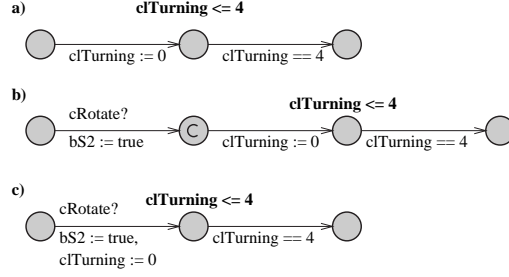 a)
clTurning <= 4
clTurning := 0
clTurning == 4
b)
clTurning <= 4
cRotate?
bS2 := true
C
clTurning := 0
clTurning == 4
c)
clTurning <= 4
cRotate?
bS2 := true,
clTurning := 0
clTurning == 4